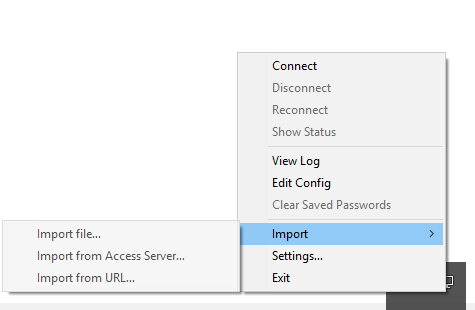 Connect
Disconnect
Reconnect
Show Status
View Log
Edit Config
Clear Saved Passwords
Import
Settings...
Exit
Import file...
Import from Access Server...
Import from URL...